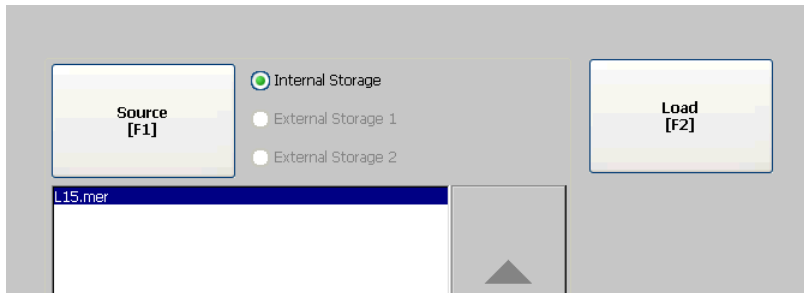 Source
[F1]
Internal Storage
External Storage 1
External Storage 2
Load
[F2]
L15.mer